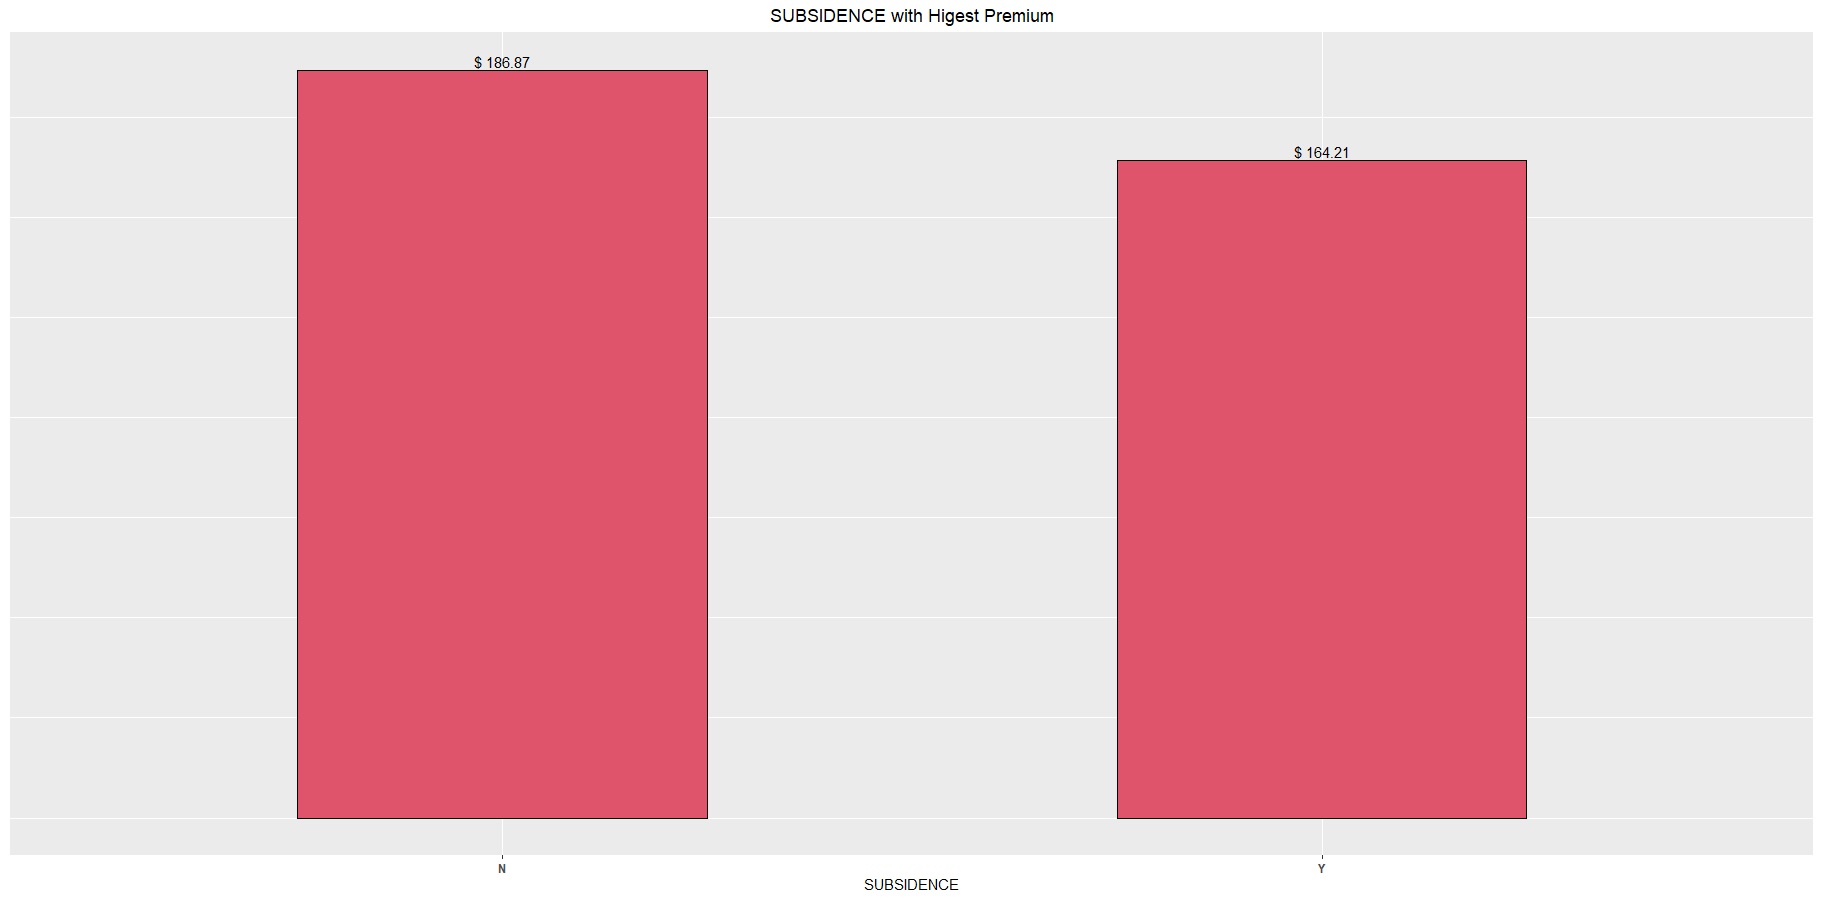 SUBSIDENCE with Higest Premium
$ 186.87
$ 164.21
N
Y
SUBSIDENCE